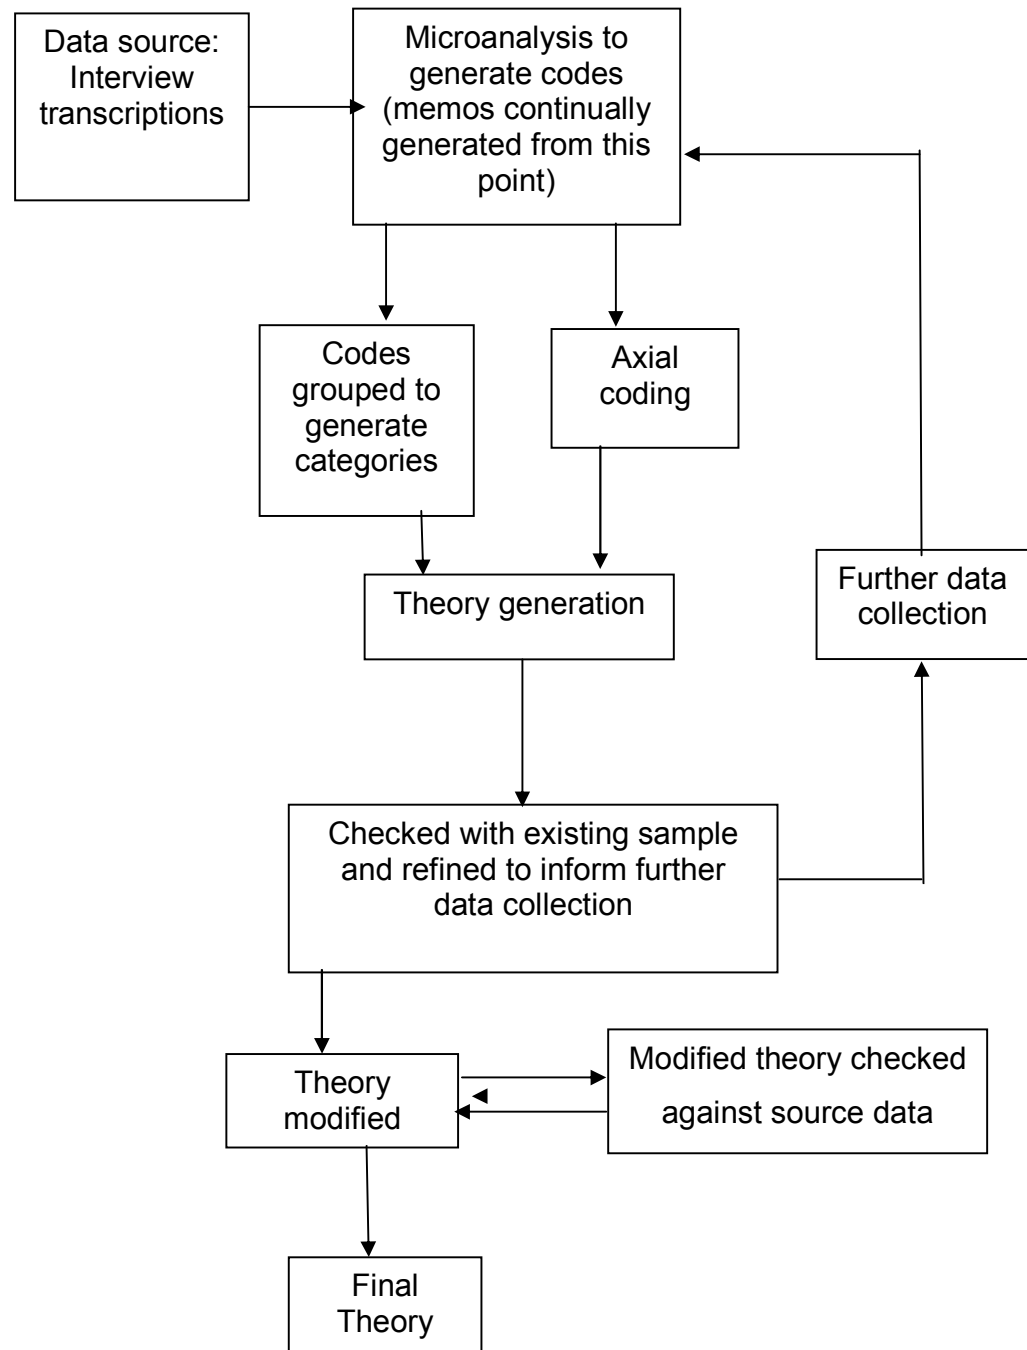 Data source:
Interview
transcriptions
Microanalysis to
generate codes
(memos continually
generated from this
point)
Codes
grouped to
generate
categories
Axial
coding
Theory generation
Further data
collection
Checked with existing sample
and refined to inform further
data collection
Theory
modified
Modified theory checked
against source data
Final
Theory